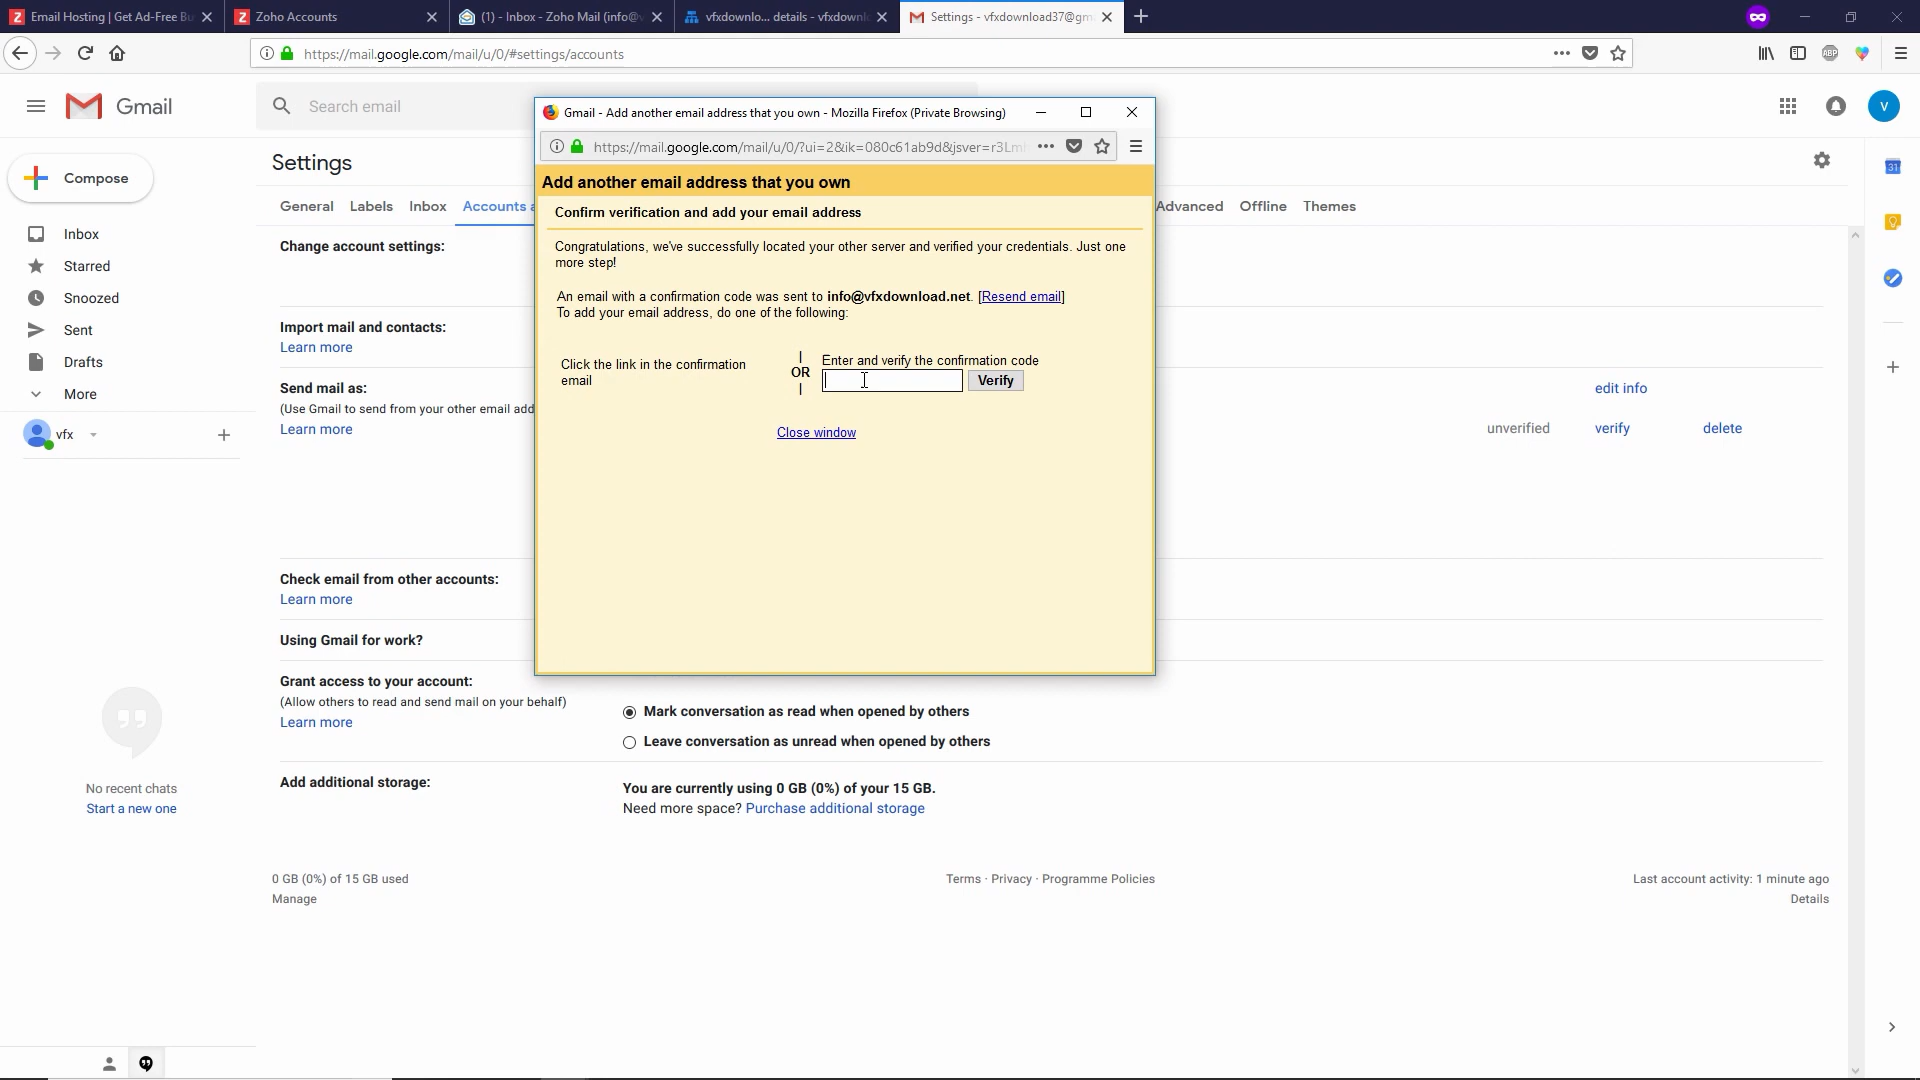 Email Hosting | Get Ad-Free Bu
Zoho Accounts
(1) - Inbox - Zoho Mail (info@v
vfxdownlo... details - vfxdownl
Settings - vfxdownload37@gm
https://mail.google.com/mail/u/0/#settings/accounts
ABP
Gmail
Search email
V
Gmail - Add another email address that you own - Mozilla Firefox (Private Browsing)
https://mail.google.com/mail/u/0/?ui=2&ik=080c61ab9d&jsver=r3Lm
Settings
31
Compose
General Labels Inbox Accounts a
Advanced Offline Themes
Add another email address that you own
Confirm verification and add your email address
Congratulations, we've successfully located your other server and verified your credentials. Just one
more step!
An email with a confirmation code was sent to info@vfxdownload.net. [Resend email]
To add your email address, do one of the following:
Click the link in the confirmation
email
|
OR
|
Enter and verify the confirmation code
Verify
Close window
Inbox
Starred
Snoozed
Sent
Drafts
More
vfx
Change account settings:
Import mail and contacts:
Learn more
Send mail as:
(Use Gmail to send from your other email add
Learn more
edit info
unverified verify delete
Check email from other accounts:
Learn more
Using Gmail for work?
Grant access to your account:
(Allow others to read and send mail on your behalf)
Learn more
Mark conversation as read when opened by others
Leave conversation as unread when opened by others
Add additional storage:
You are currently using 0 GB (0%) of your 15 GB.
Need more space? Purchase additional storage
No recent chats
Start a new one
0 GB (0%) of 15 GB used
Manage
Terms · Privacy · Programme Policies
Last account activity: 1 minute ago
Details